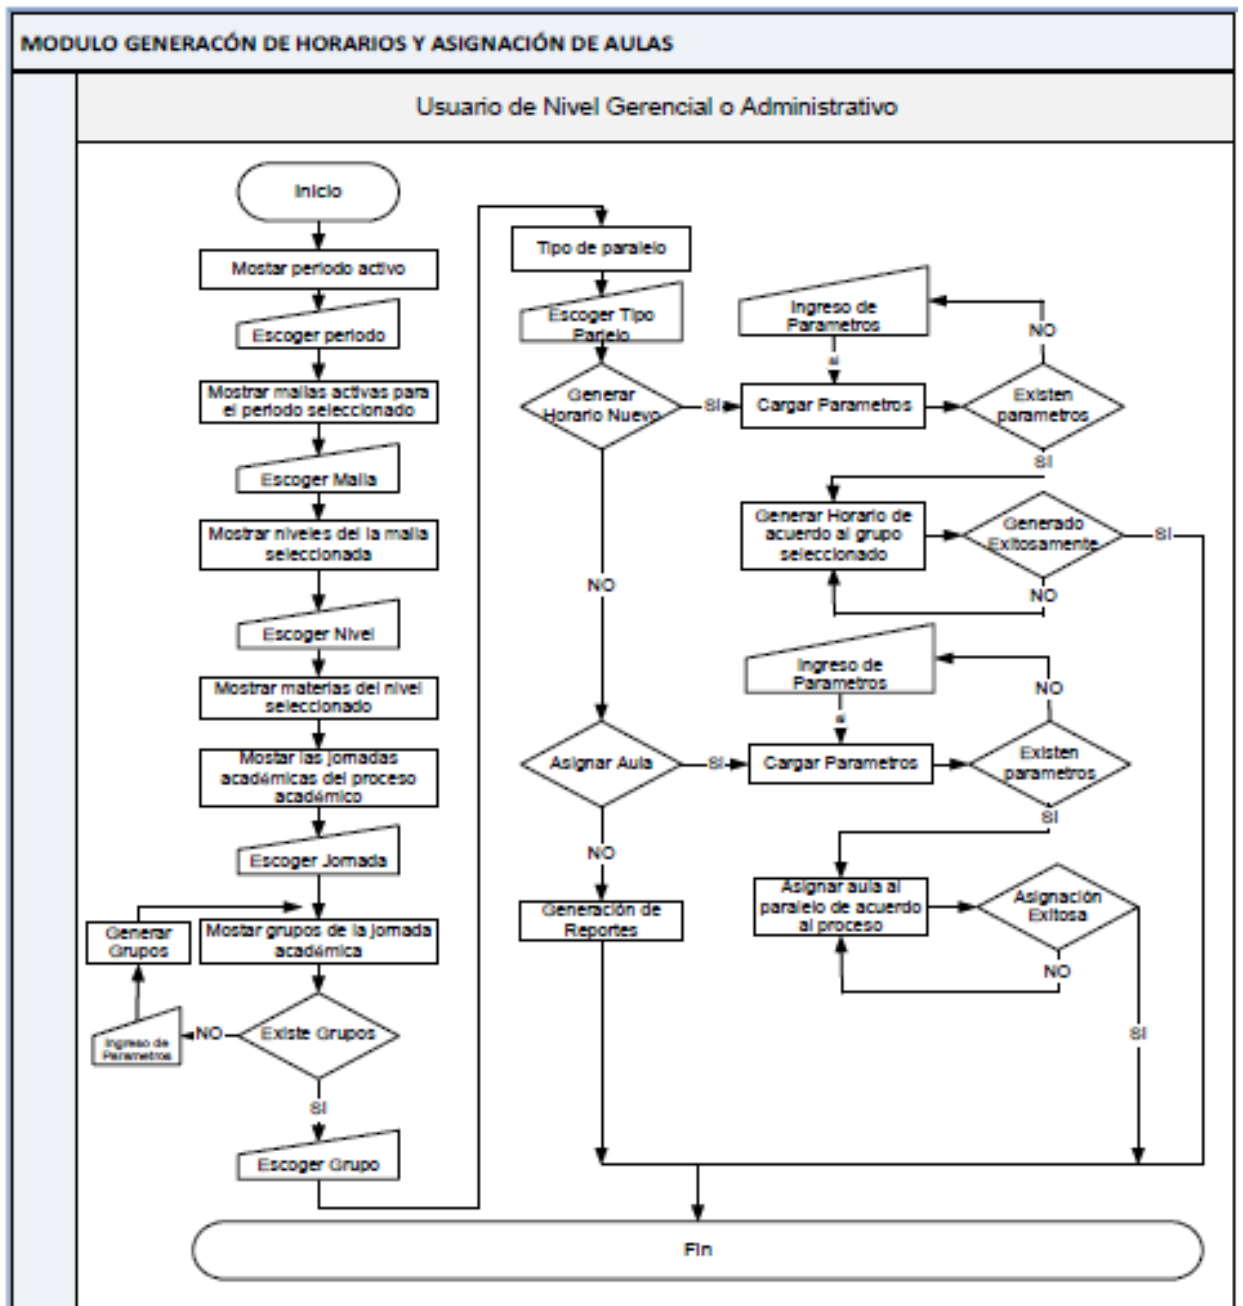 MODULO GENERACÓN DE HORARIOS Y ASIGNACIÓN DE AULAS
Usuario de Nivel Gerencial o Administrativo
Inicio
Mostar periodo activo
Escoger periodo
Mostrar mallas activas para
el periodo seleccionado
Escoger Malla
Mostrar niveles del la malla
seleccionada
Escoger Nivel
Mostrar materias del nivel
seleccionado
Mostar las jornadas
académicas del proceso
académico
Escoger Jornada
Generar
Grupos
Mostar grupos de la jornada
académica
Ingreso de
Parametros
NO
Existe Grupos
SI
Escoger Grupo
Tipo de paralelo
Escoger Tipo
Parlelo
Generar
Horario Nuevo
SI
Cargar Parametros
Ingreso de
Parametros
si
NO
Existen
parametros
SI
Generar Horario de
acuerdo al grupo
seleccionado
Generado
Exitosamente
SI
NO
NO
Asignar Aula
SI
Cargar Parametros
Ingreso de
Parametros
si
NO
Existen
parametros
SI
Asignar aula al
paralelo de acuerdo
al proceso
Asignación
Exitosa
NO
SI
NO
Generación de
Reportes
Fin